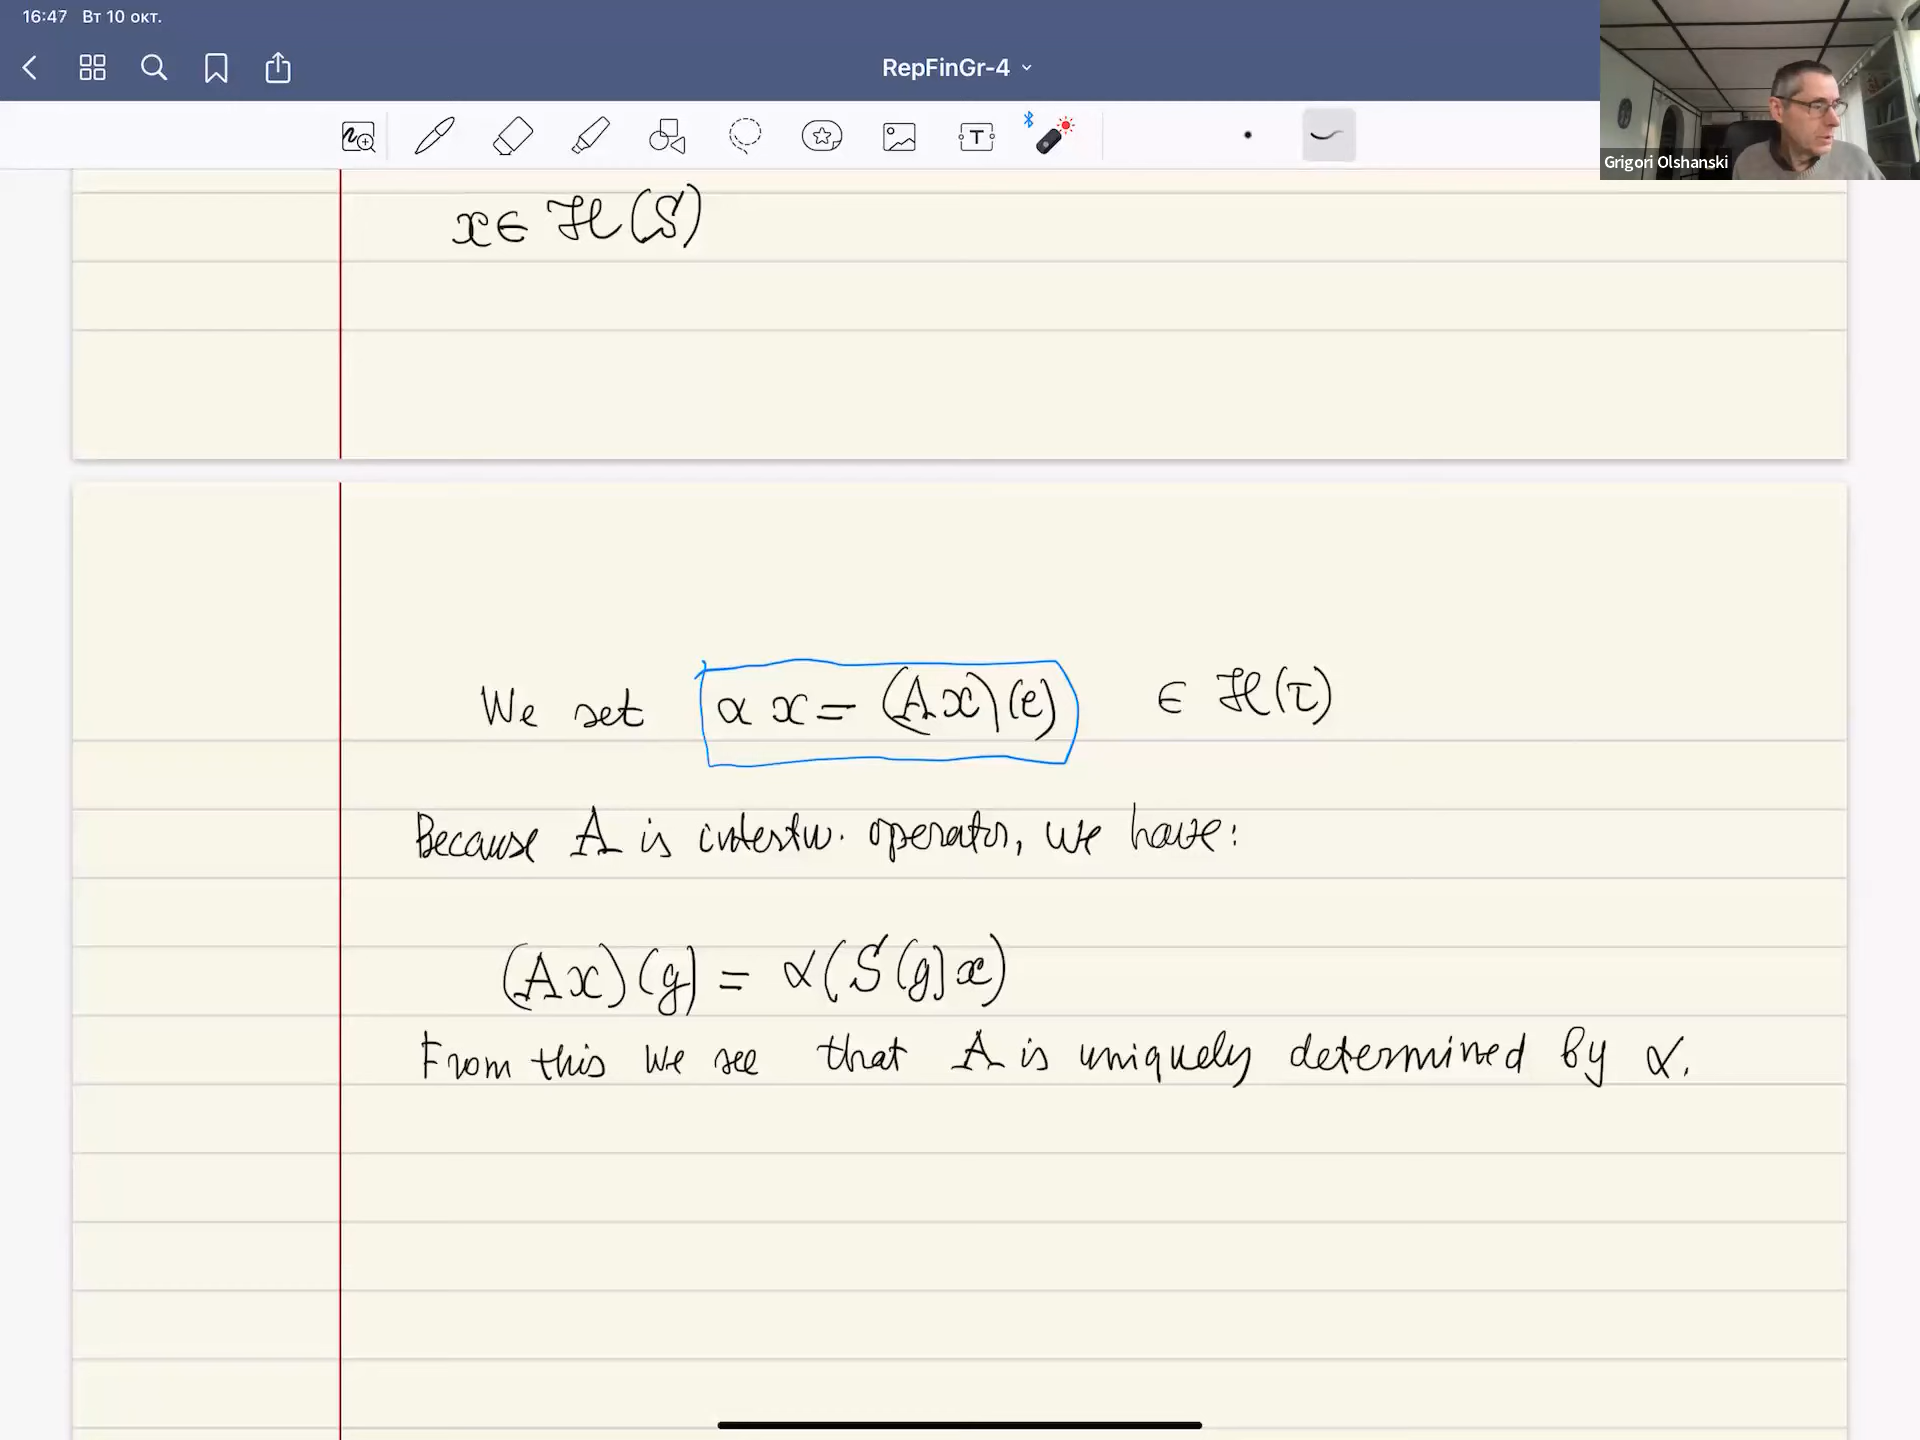 16:47 Вт 10 окт.
RepFinGr-4
Grigori Olshanski
x ∈ ℋ(S)
We set α x = (Ax)(e) ∈ ℋ(τ)
Because A is intertw. operator, we have:
(Ax)(g) = α(S(g)x)
From this we see that A is uniquely determined by α.